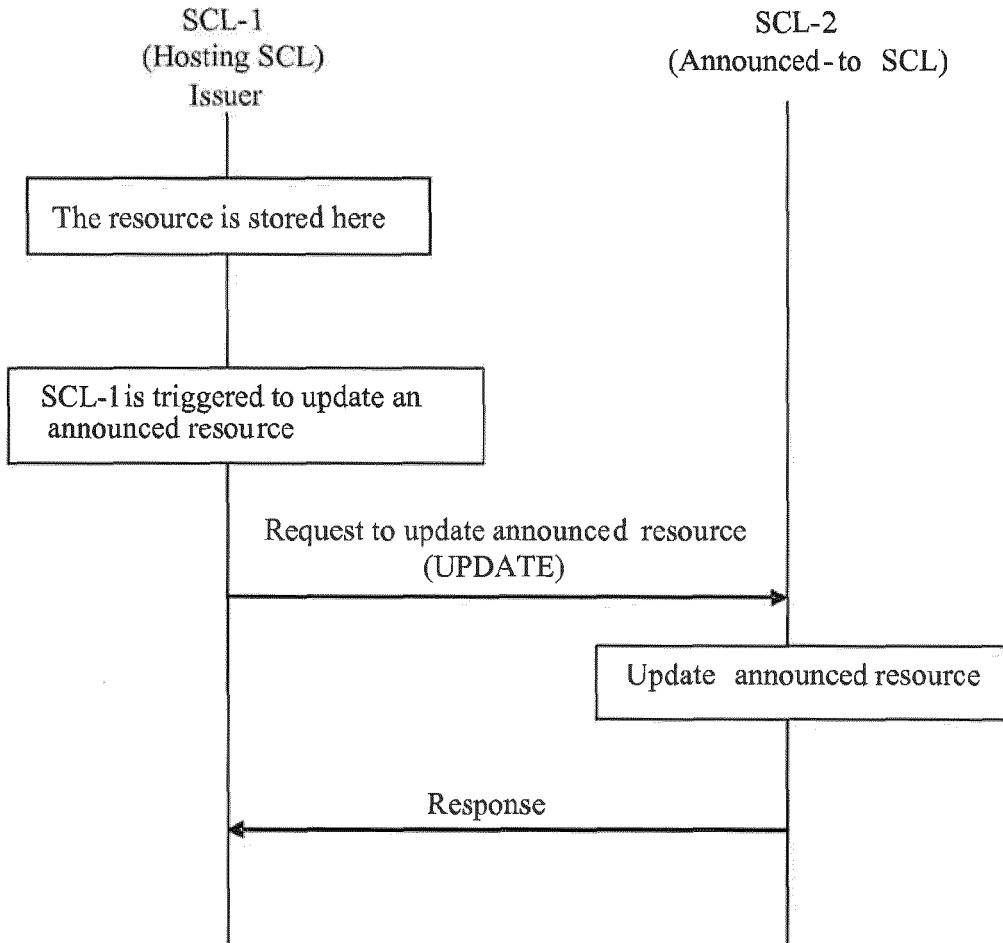 SCL-1
(Hosting SCL)
Issuer
SCL-2
(Announced-to SCL)
The resource is stored here
SCL-1 is triggered to update an
announced resource
Request to update announced resource
(UPDATE)
Update announced resource
Response